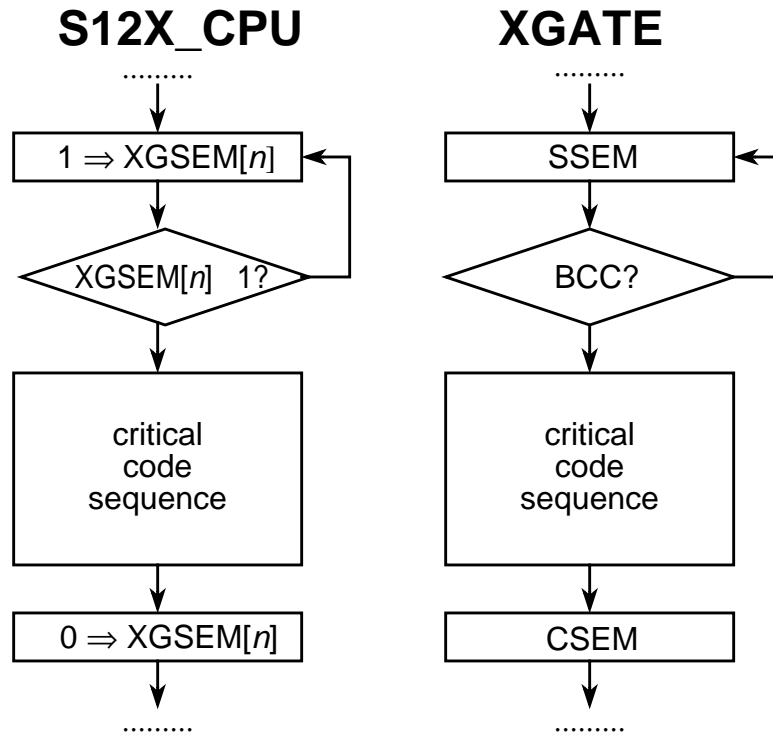 S12X_CPU
.........
1 ⇒ XGSEM[n]
XGSEM[n] 1?
critical
code
sequence
0 ⇒ XGSEM[n]
.........
XGATE
.........
SSEM
BCC?
critical
code
sequence
CSEM
.........